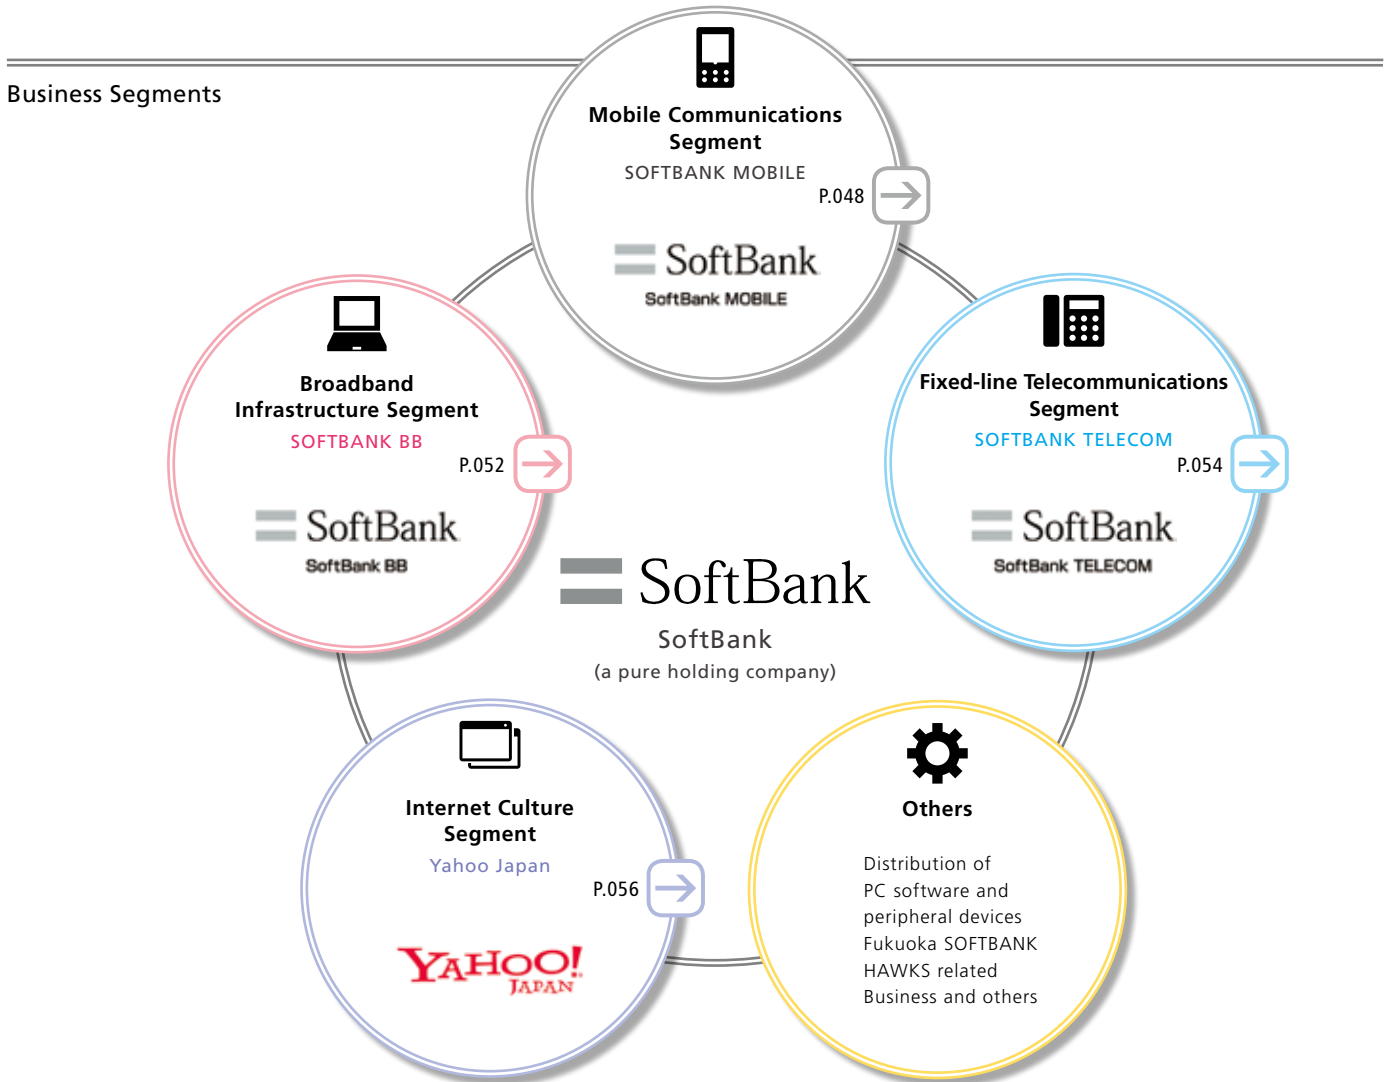 Business Segments
Mobile Communications
Segment
SOFTBANK MOBILE
P.048
SoftBank
SoftBank MOBILE
Broadband
Infrastructure Segment
SOFTBANK BB
P.052
SoftBank
SoftBank BB
Fixed-line Telecommunications
Segment
SOFTBANK TELECOM
P.054
SoftBank
SoftBank TELECOM
SoftBank
SoftBank
(a pure holding company)
Internet Culture
Segment
Yahoo Japan
P.056
YAHOO!
JAPAN
Others
Distribution of
PC software and
peripheral devices
Fukuoka SOFTBANK
HAWKS related
Business and others